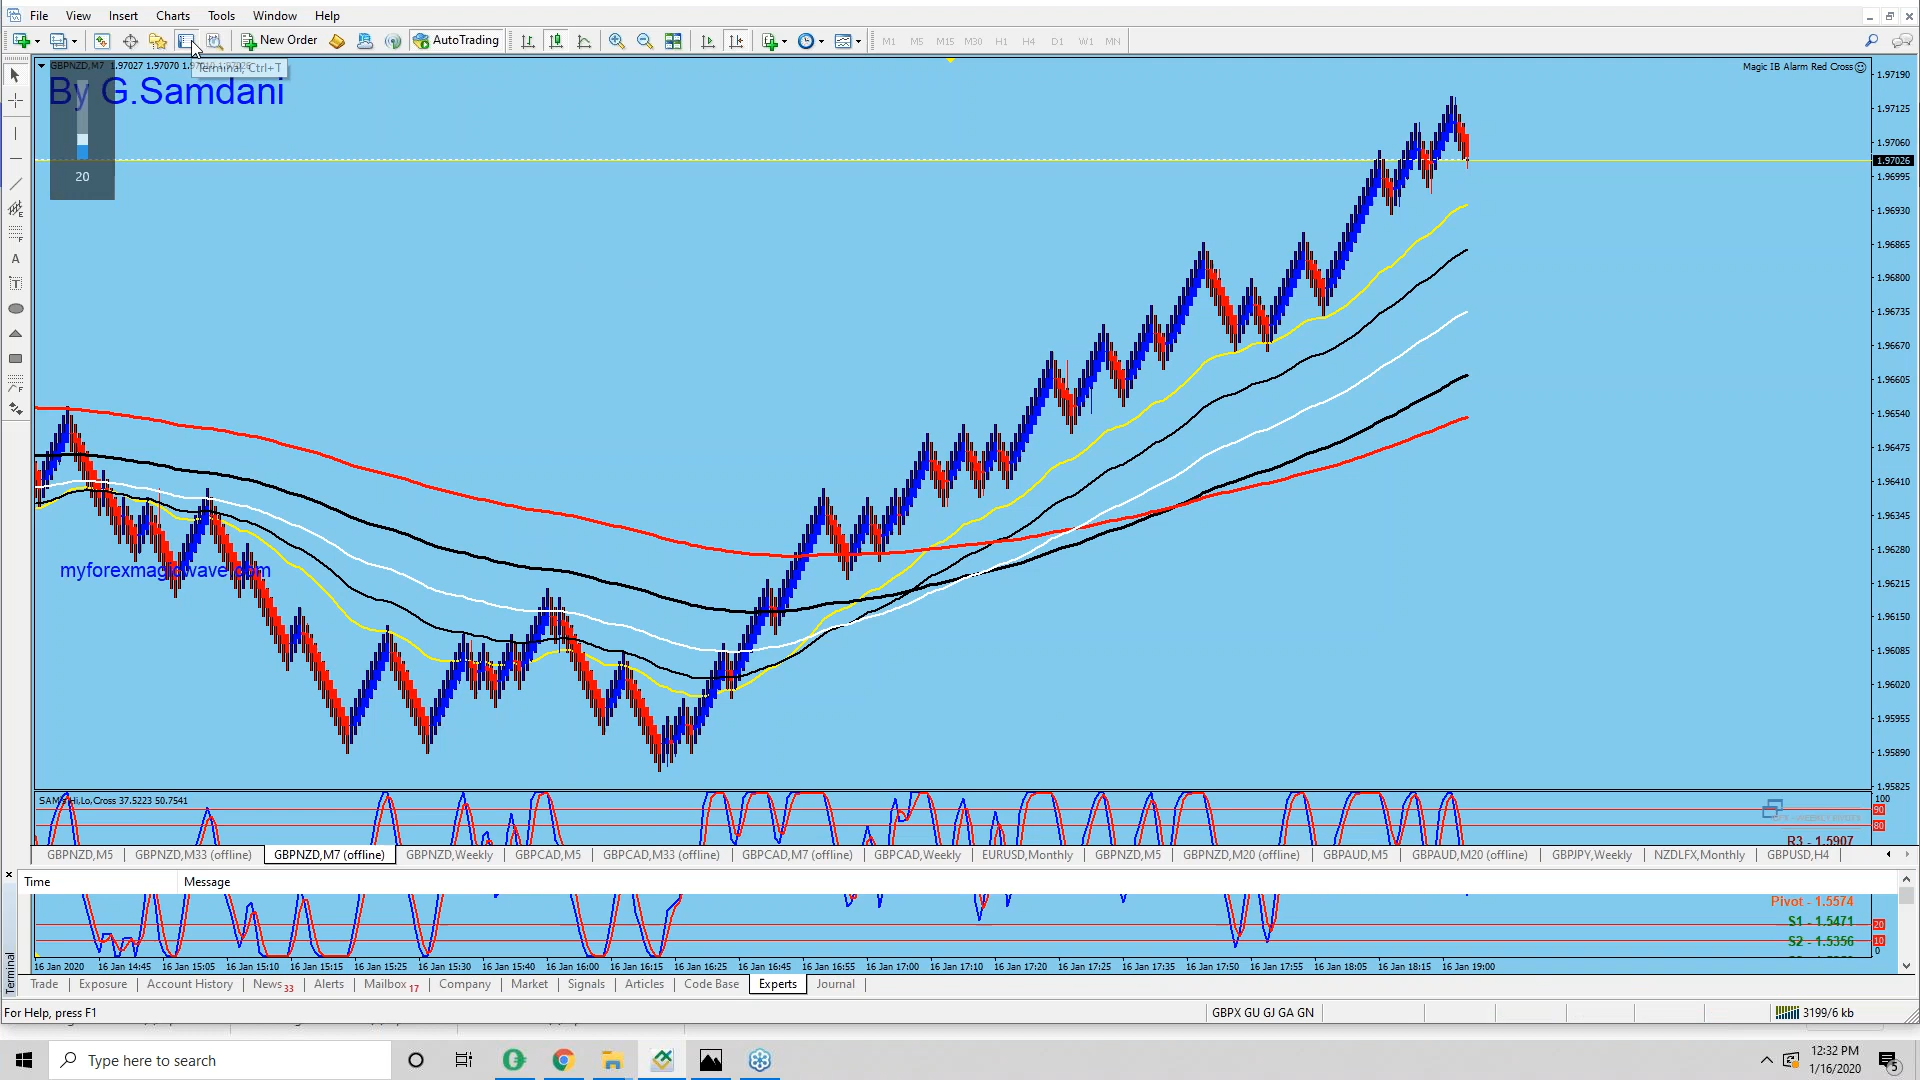 File View Insert Charts Tools Window Help
New Order AutoTrading M1 M5 M15 M30 H1 H4 D1 W1 MN
GBPNZD,M7 1.97027 1.97070
Terminal, Ctrl+T
Magic IB Alarm Red Cross
By G.Samdani
20
myforexmagicwave.com
1.97190
1.97125
1.97060
1.97026
1.96995
1.96930
1.96865
1.96800
1.96735
1.96670
1.96605
1.96540
1.96475
1.96410
1.96345
1.96280
1.96215
1.96150
1.96085
1.96020
1.95955
1.95890
1.95825
SAM's Hi,Lo,Cross 37.5223 50.7541
100
90
80
R3 - 1.5907
GBPNZD,M5 GBPNZD,M33 (offline) GBPNZD,M7 (offline) GBPNZD,Weekly GBPCAD,M5 GBPCAD,M33 (offline) GBPCAD,M7 (offline) GBPCAD,Weekly EURUSD,Monthly GBPNZD,M5 GBPNZD,M20 (offline) GBPAUD,M5 GBPAUD,M20 (offline) GBPJPY,Weekly NZDLFX,Monthly GBPUSD,H4
Time Message
Pivot - 1.5574
S1 - 1.5471
S2 - 1.5356
20
10
0
16 Jan 2020 16 Jan 14:45 16 Jan 15:05 16 Jan 15:10 16 Jan 15:15 16 Jan 15:25 16 Jan 15:30 16 Jan 15:40 16 Jan 16:00 16 Jan 16:15 16 Jan 16:25 16 Jan 16:45 16 Jan 16:55 16 Jan 17:00 16 Jan 17:10 16 Jan 17:20 16 Jan 17:25 16 Jan 17:35 16 Jan 17:50 16 Jan 17:55 16 Jan 18:05 16 Jan 18:15 16 Jan 19:00
Terminal
Trade Exposure Account History News 33 Alerts Mailbox 17 Company Market Signals Articles Code Base Experts Journal
For Help, press F1 GBPX GU GJ GA GN 3199/6 kb
Type here to search
12:32 PM
1/16/2020
5